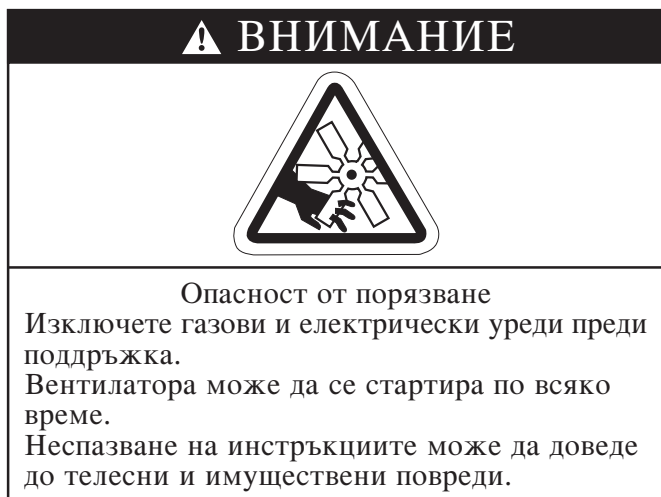 ВНИМАНИЕ
Опасност от порязване
Изключете газови и електрически уреди преди
поддръжка.
Вентилатора може да се стартира по всяко
време.
Неспазване на инструкциите може да доведе
до телесни и имуществени повреди.